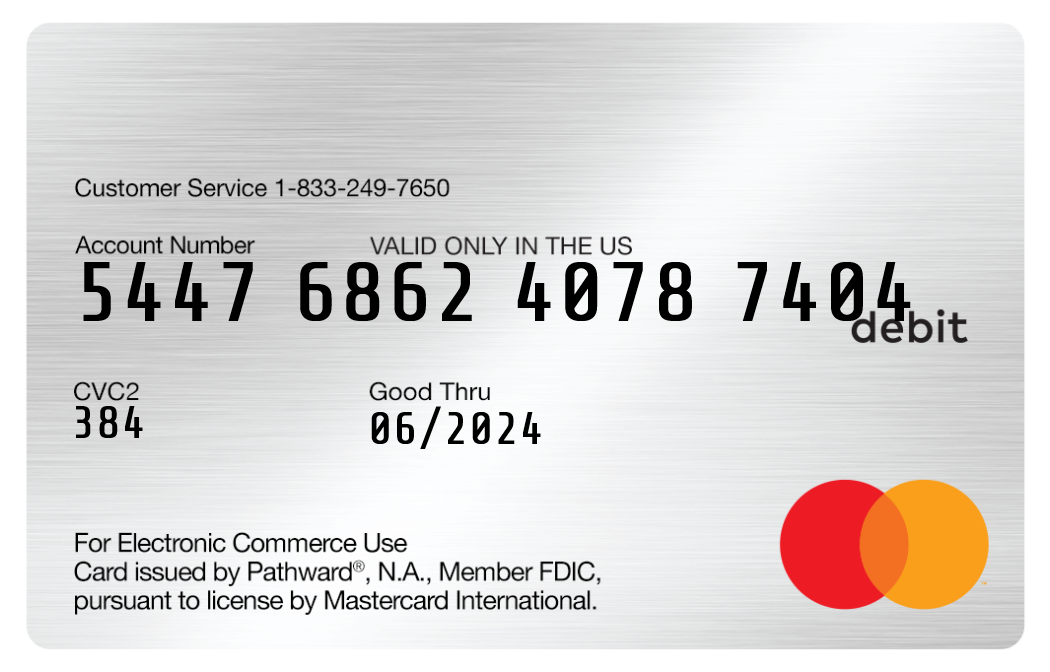 Customer Service 1-833-249-7650
Account Number VALID ONLY IN THE US
5447 6862 4078 7404
debit
CVC2 Good Thru
384 06/2024
For Electronic Commerce Use
Card issued by Pathward®, N.A., Member FDIC,
pursuant to license by Mastercard International.
™